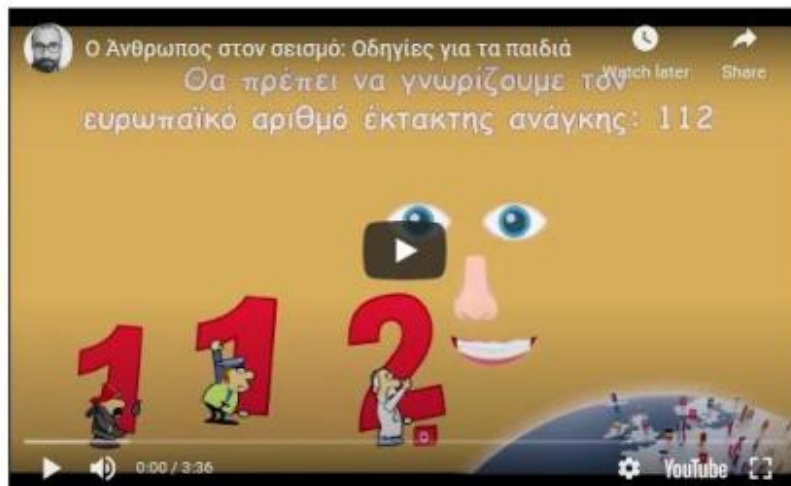 Ο Άνθρωπος στον σεισμό: Οδηγίες για τα παιδιά
Watch later
Share
Θα πρέπει να γνωρίζουμε τον
ευρωπαϊκό αριθμό έκτακτης ανάγκης: 112
112
0:00 / 3:36
YouTube